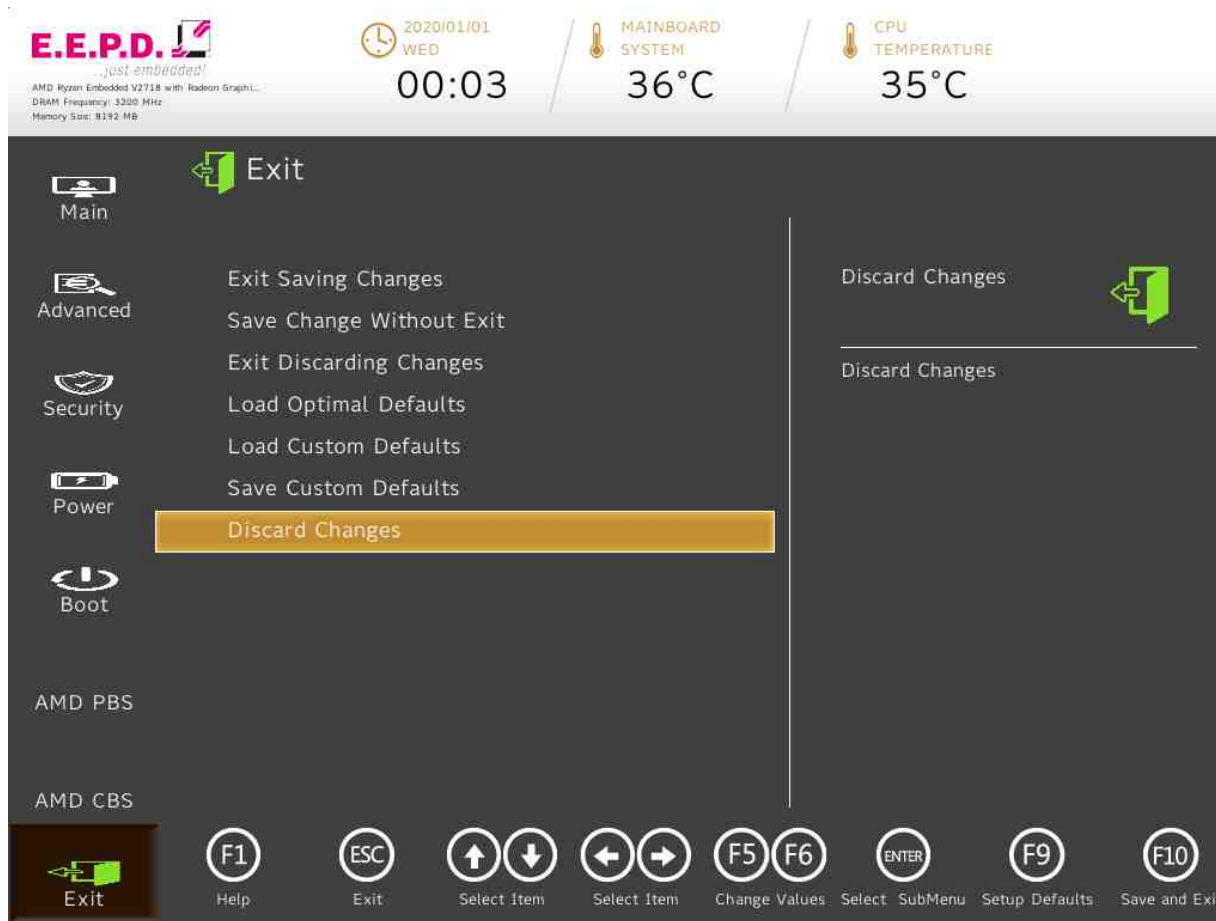 E.E.P.D.
...just embedded!
AMD Ryzen Embedded V2718 with Radeon Graphi...
DRAM Frequency: 3200 MHz
Memory Size: 8192 MB
2020/01/01
WED
00:03
MAINBOARD
SYSTEM
36°C
CPU
TEMPERATURE
35°C
Exit
Main
Advanced
Security
Power
Boot
AMD PBS
AMD CBS
Exit
Exit Saving Changes
Save Change Without Exit
Exit Discarding Changes
Load Optimal Defaults
Load Custom Defaults
Save Custom Defaults
Discard Changes
Discard Changes
Discard Changes
F1
Help
ESC
Exit
Select Item
Select Item
F5 F6
Change Values
ENTER
Select SubMenu
F9
Setup Defaults
F10
Save and Exi